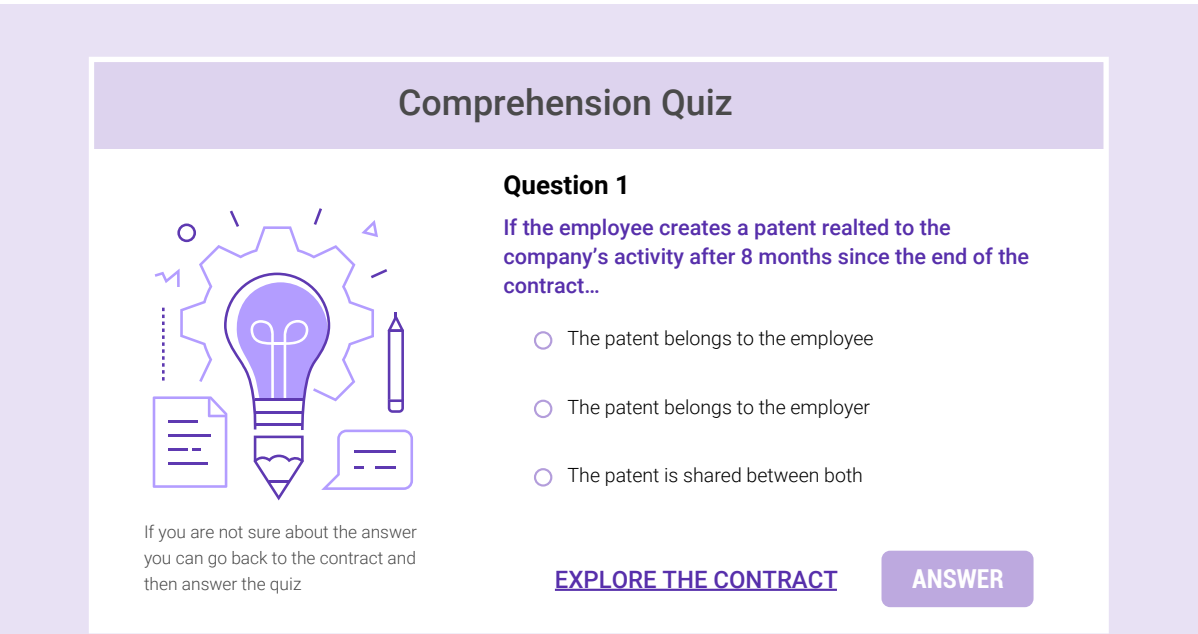 Comprehension Quiz
Question 1
If the employee creates a patent realted to the
company's activity after 8 months since the end of the
contract...
The patent belongs to the employee
The patent belongs to the employer
The patent is shared between both
If you are not sure about the answer
you can go back to the contract and
then answer the quiz
EXPLORE THE CONTRACT
ANSWER